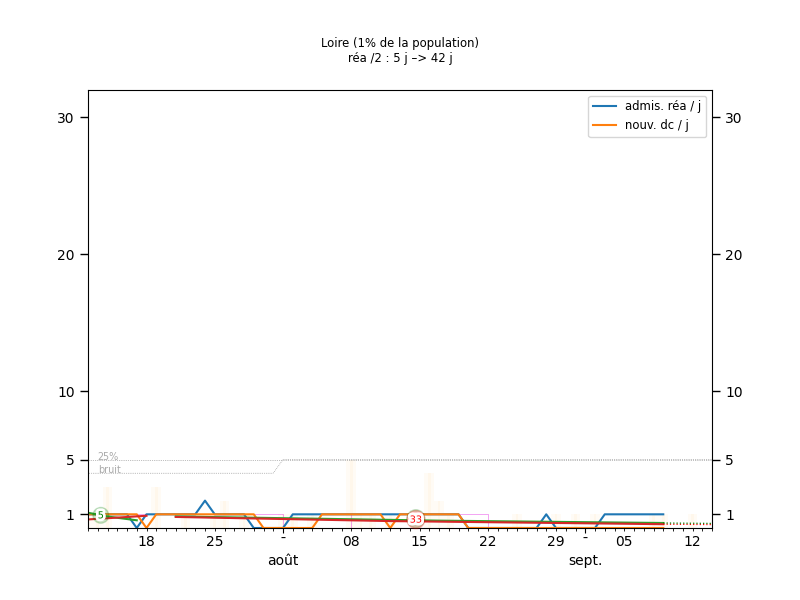 Loire (1% de la population)
réa /2 : 5 j –> 42 j
admis. réa / j
nouv. dc / j
30 30
20 20
10 10
5 5
1 1
25%
bruit
5
33
18 25 - 08 15 22 29 - 05 12
août sept.